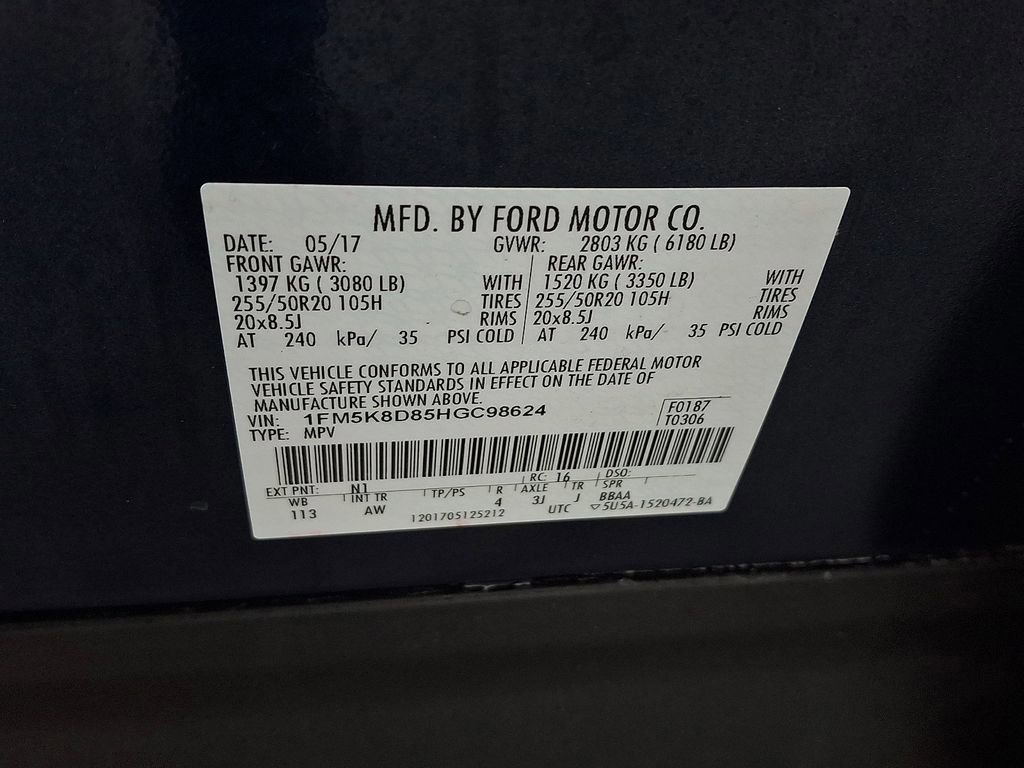 MFD. BY FORD MOTOR CO.
DATE: 05/17 GVWR: 2803 KG ( 6180 LB)
FRONT GAWR: REAR GAWR:
1397 KG ( 3080 LB) WITH 1520 KG ( 3350 LB) WITH
255/50R20 105H TIRES 255/50R20 105H TIRES
20x8.5J RIMS 20x8.5J RIMS
AT 240 kPa/ 35 PSI COLD AT 240 kPa/ 35 PSI COLD
THIS VEHICLE CONFORMS TO ALL APPLICABLE FEDERAL MOTOR
VEHICLE SAFETY STANDARDS IN EFFECT ON THE DATE OF
MANUFACTURE SHOWN ABOVE.
VIN: 1FM5K8D85HGC98624 F0187
TYPE: MPV T0306
EXT PNT: N1 RC: 16 DSO:
WB INT TR TP/PS R AXLE TR SPR
113 AW 4 3J J BBAA
1201705125212 UTC ▽5U5A-1520472-BA